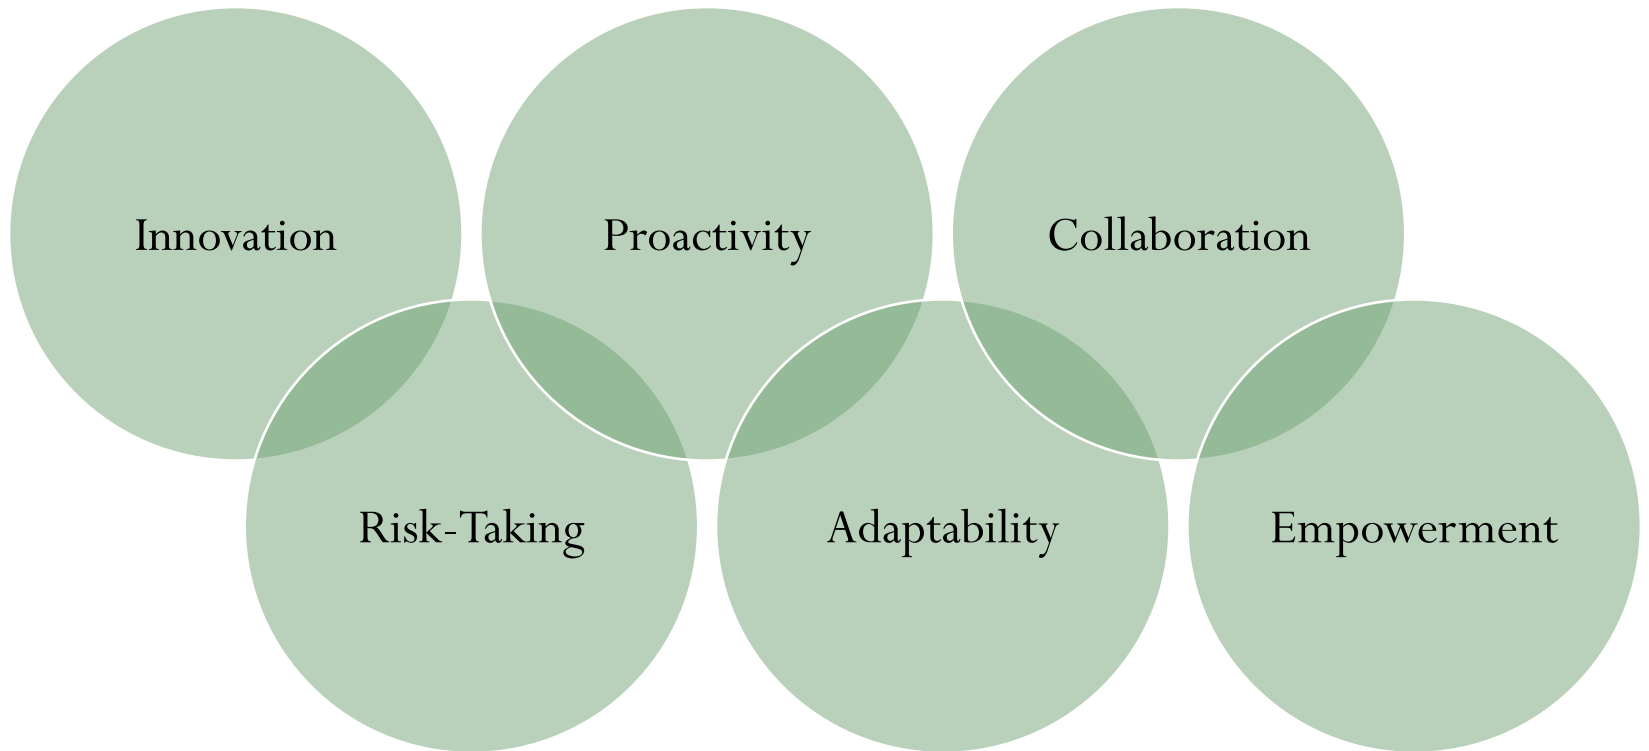 Innovation
Proactivity
Collaboration
Risk-Taking
Adaptability
Empowerment